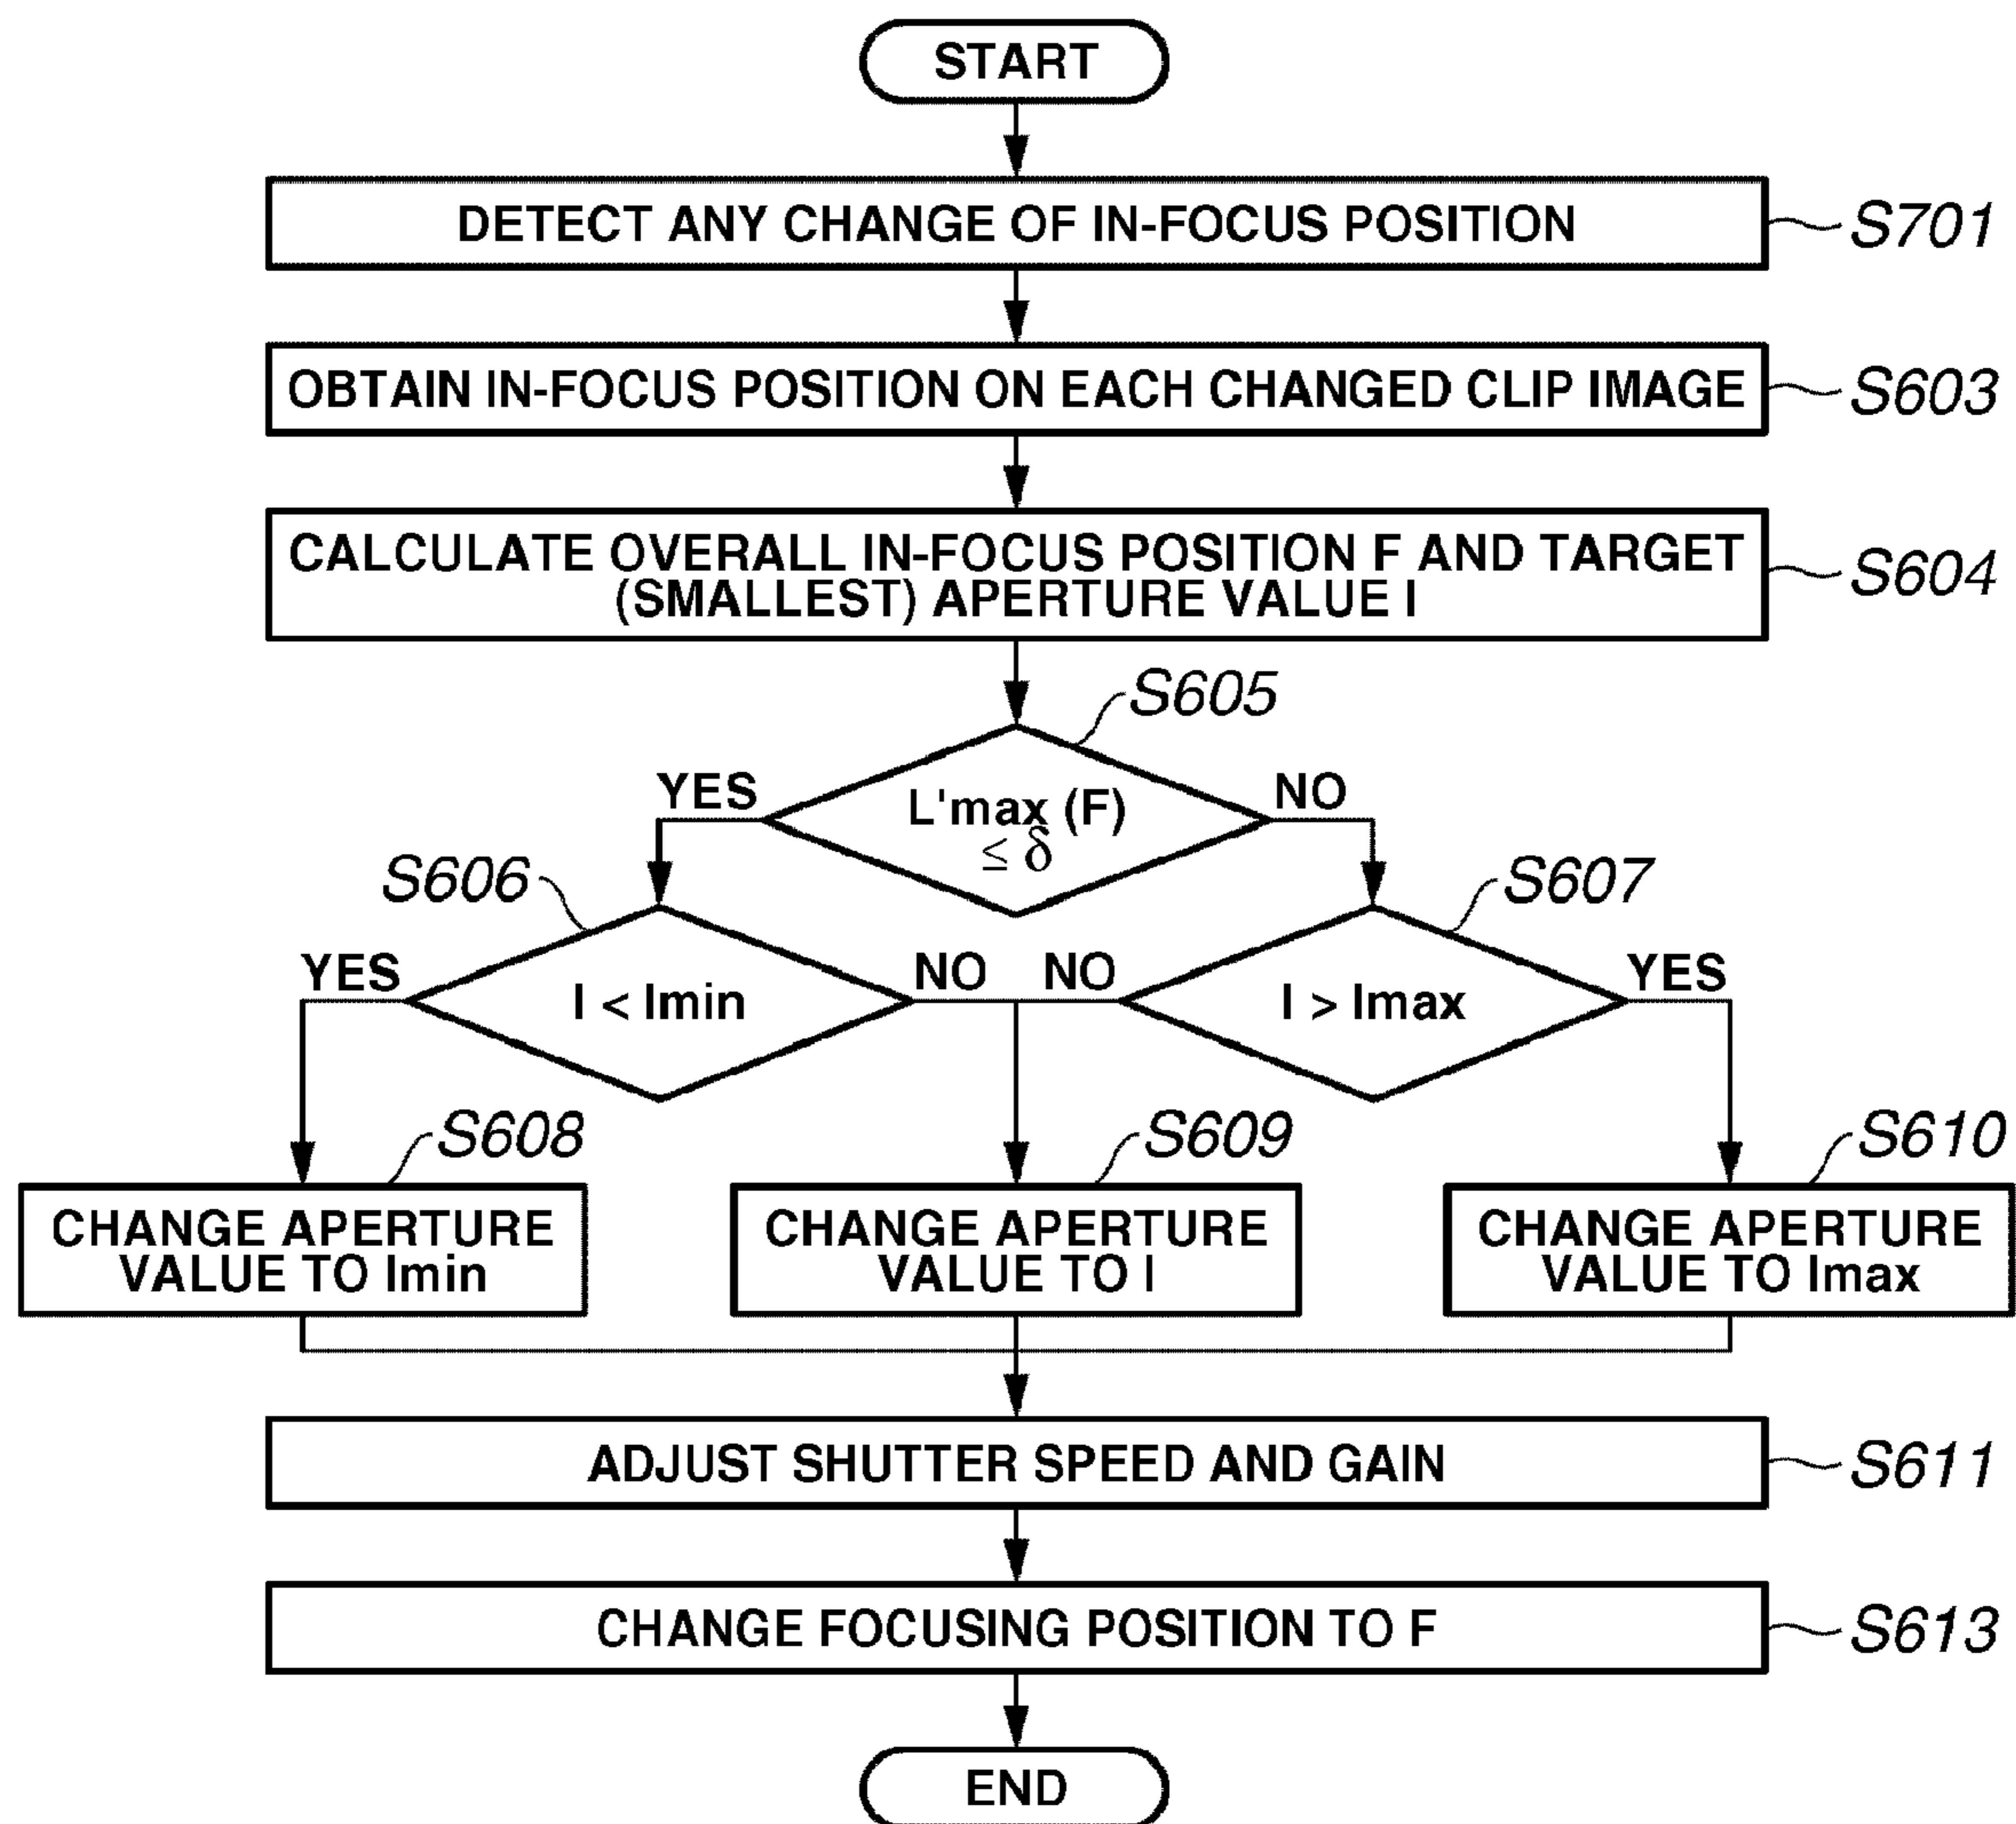 START
DETECT ANY CHANGE OF IN-FOCUS POSITION
S701
OBTAIN IN-FOCUS POSITION ON EACH CHANGED CLIP IMAGE
S603
CALCULATE OVERALL IN-FOCUS POSITION F AND TARGET
(SMALLEST) APERTURE VALUE I
S604
S605
YES
L'max (F)
≤ δ
NO
S606
S607
YES
I < Imin
NO
NO
I > Imax
YES
S608
S609
S610
CHANGE APERTURE
VALUE TO Imin
CHANGE APERTURE
VALUE TO I
CHANGE APERTURE
VALUE TO Imax
ADJUST SHUTTER SPEED AND GAIN
S611
CHANGE FOCUSING POSITION TO F
S613
END